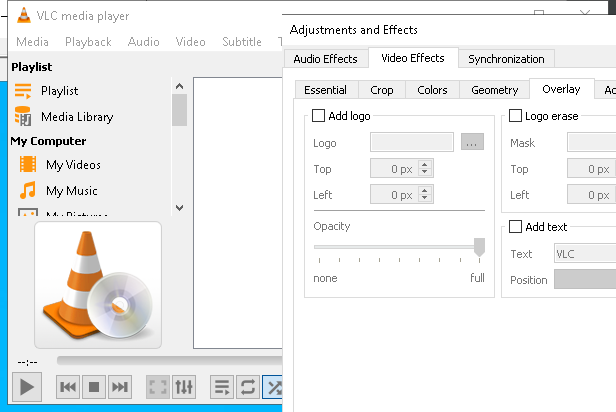 VLC media player
Media Playback Audio Video Subtitle
Playlist
Playlist
Media Library
My Computer
My Videos
My Music
My Pictures
--:--
Adjustments and Effects
Audio Effects Video Effects Synchronization
Essential Crop Colors Geometry Overlay
Add logo
Logo ...
Top 0 px
Left 0 px
Opacity
none full
Logo erase
Mask
Top 0 px
Left 0 px
Add text
Text VLC
Position